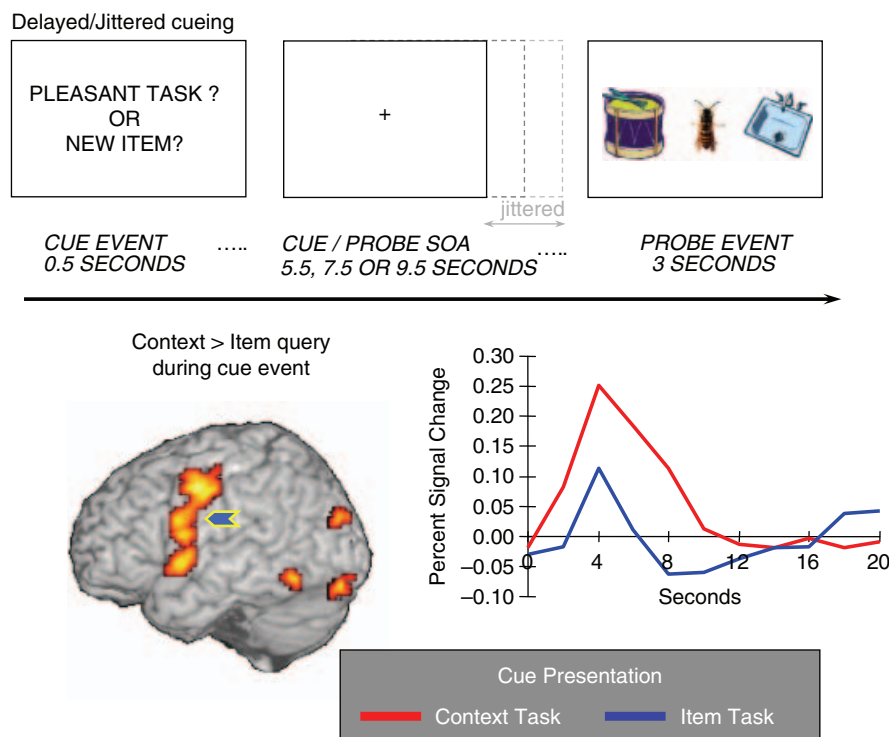 Delayed/Jittered cueing
PLEASANT TASK ?
OR
NEW ITEM?
+
jittered
CUE EVENT
0.5 SECONDS
.....
CUE / PROBE SOA
5.5, 7.5 OR 9.5 SECONDS
.....
PROBE EVENT
3 SECONDS
Context > Item query
during cue event
Percent Signal Change
0.30
0.25
0.20
0.15
0.10
0.05
0.00
-0.05
-0.10
0
4
8
12
16
20
Seconds
Cue Presentation
Context Task
Item Task